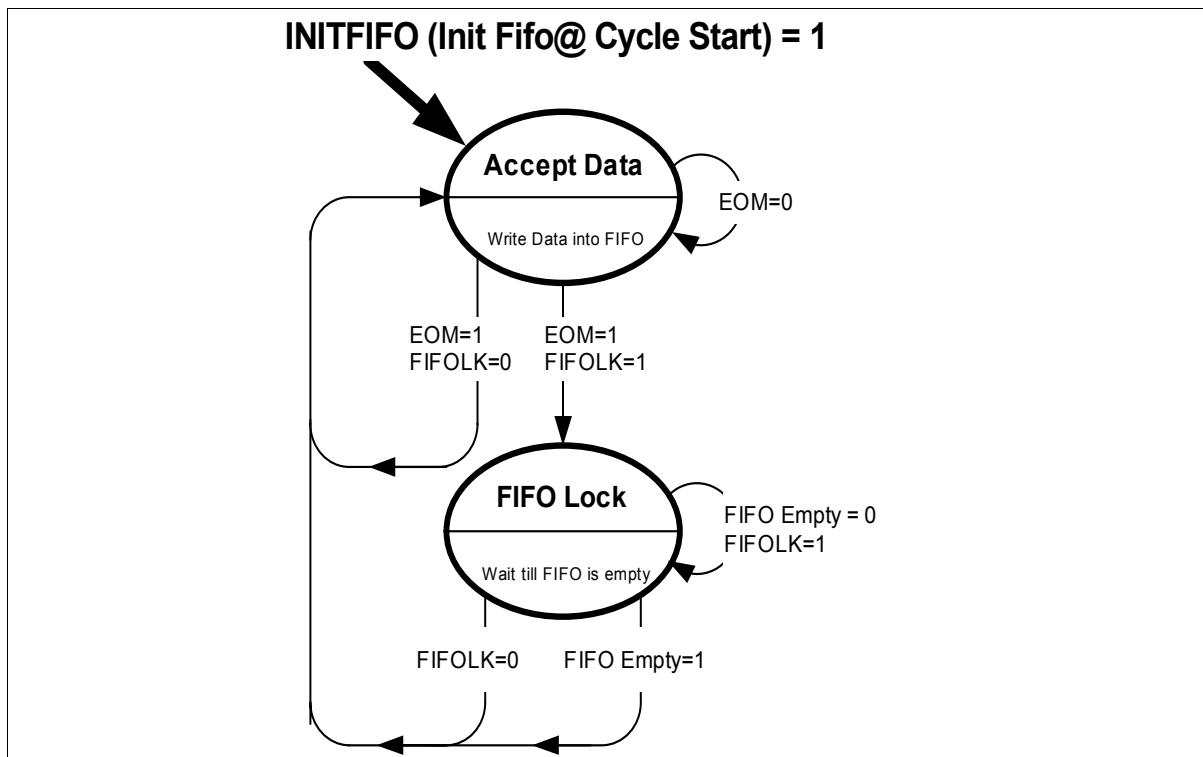 INITFIFO (Init Fifo@ Cycle Start) = 1
Accept Data
EOM=0
Write Data into FIFO
EOM=1
FIFOLK=0
EOM=1
FIFOLK=1
FIFO Lock
FIFO Empty = 0
FIFOLK=1
Wait till FIFO is empty
FIFOLK=0
FIFO Empty=1